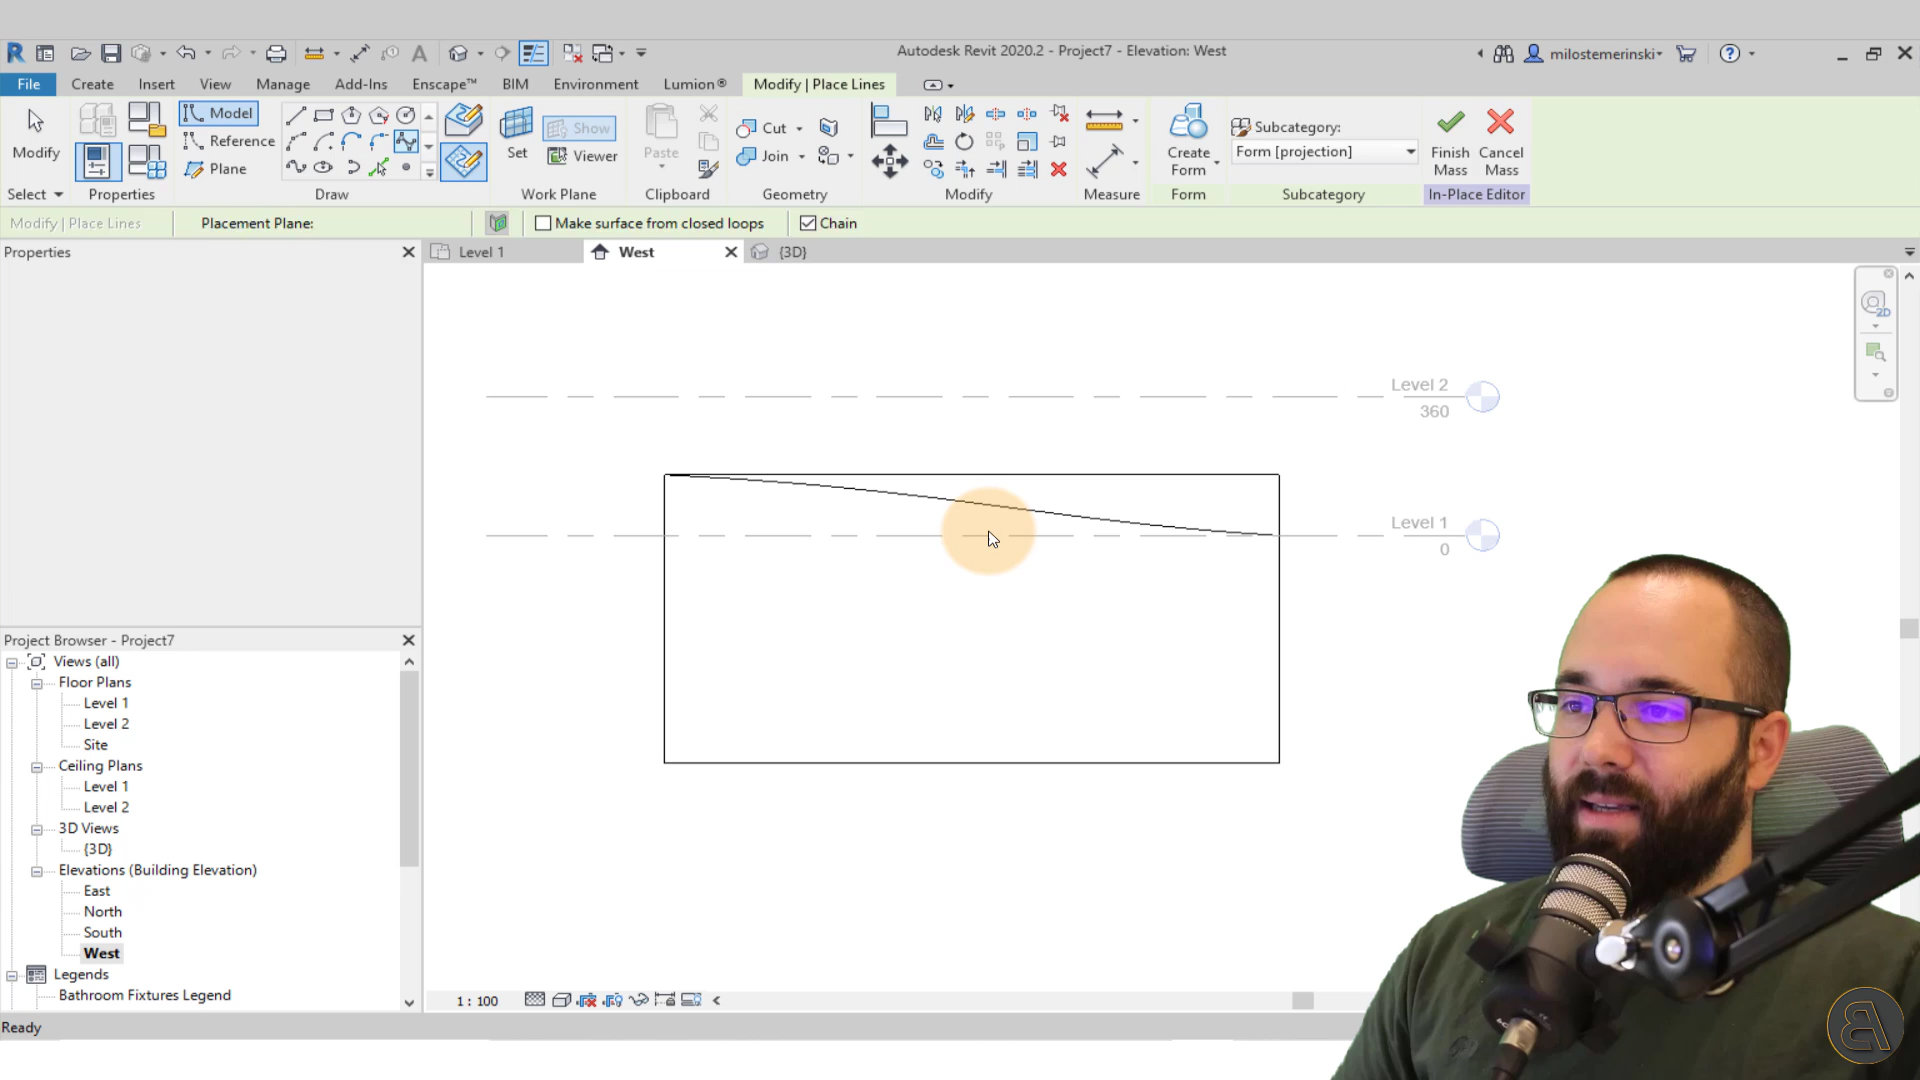 Autodesk Revit 2020.2 - Project7 - Elevation: West
milostemerinski
File Create Insert View Manage Add-Ins Enscape™ BIM Environment Lumion® Modify | Place Lines
Modify
Select
Properties
Model
Reference
Plane
Draw
Set
Show
Viewer
Work Plane
Paste
Clipboard
Cut
Join
Geometry
Modify
Measure
Create
Form
Form
Subcategory:
Form [projection]
Subcategory
Finish
Mass
Cancel
Mass
In-Place Editor
Modify | Place Lines Placement Plane: Make surface from closed loops Chain
Properties
Level 1 West {3D}
2D
Level 2
360
Level 1
0
Project Browser - Project7
Views (all)
Floor Plans
Level 1
Level 2
Site
Ceiling Plans
Level 1
Level 2
3D Views
{3D}
Elevations (Building Elevation)
East
North
South
West
Legends
Bathroom Fixtures Legend
1 : 100
Ready